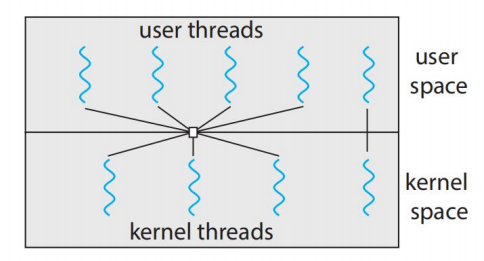 user threads
user
space
kernel
space
kernel threads